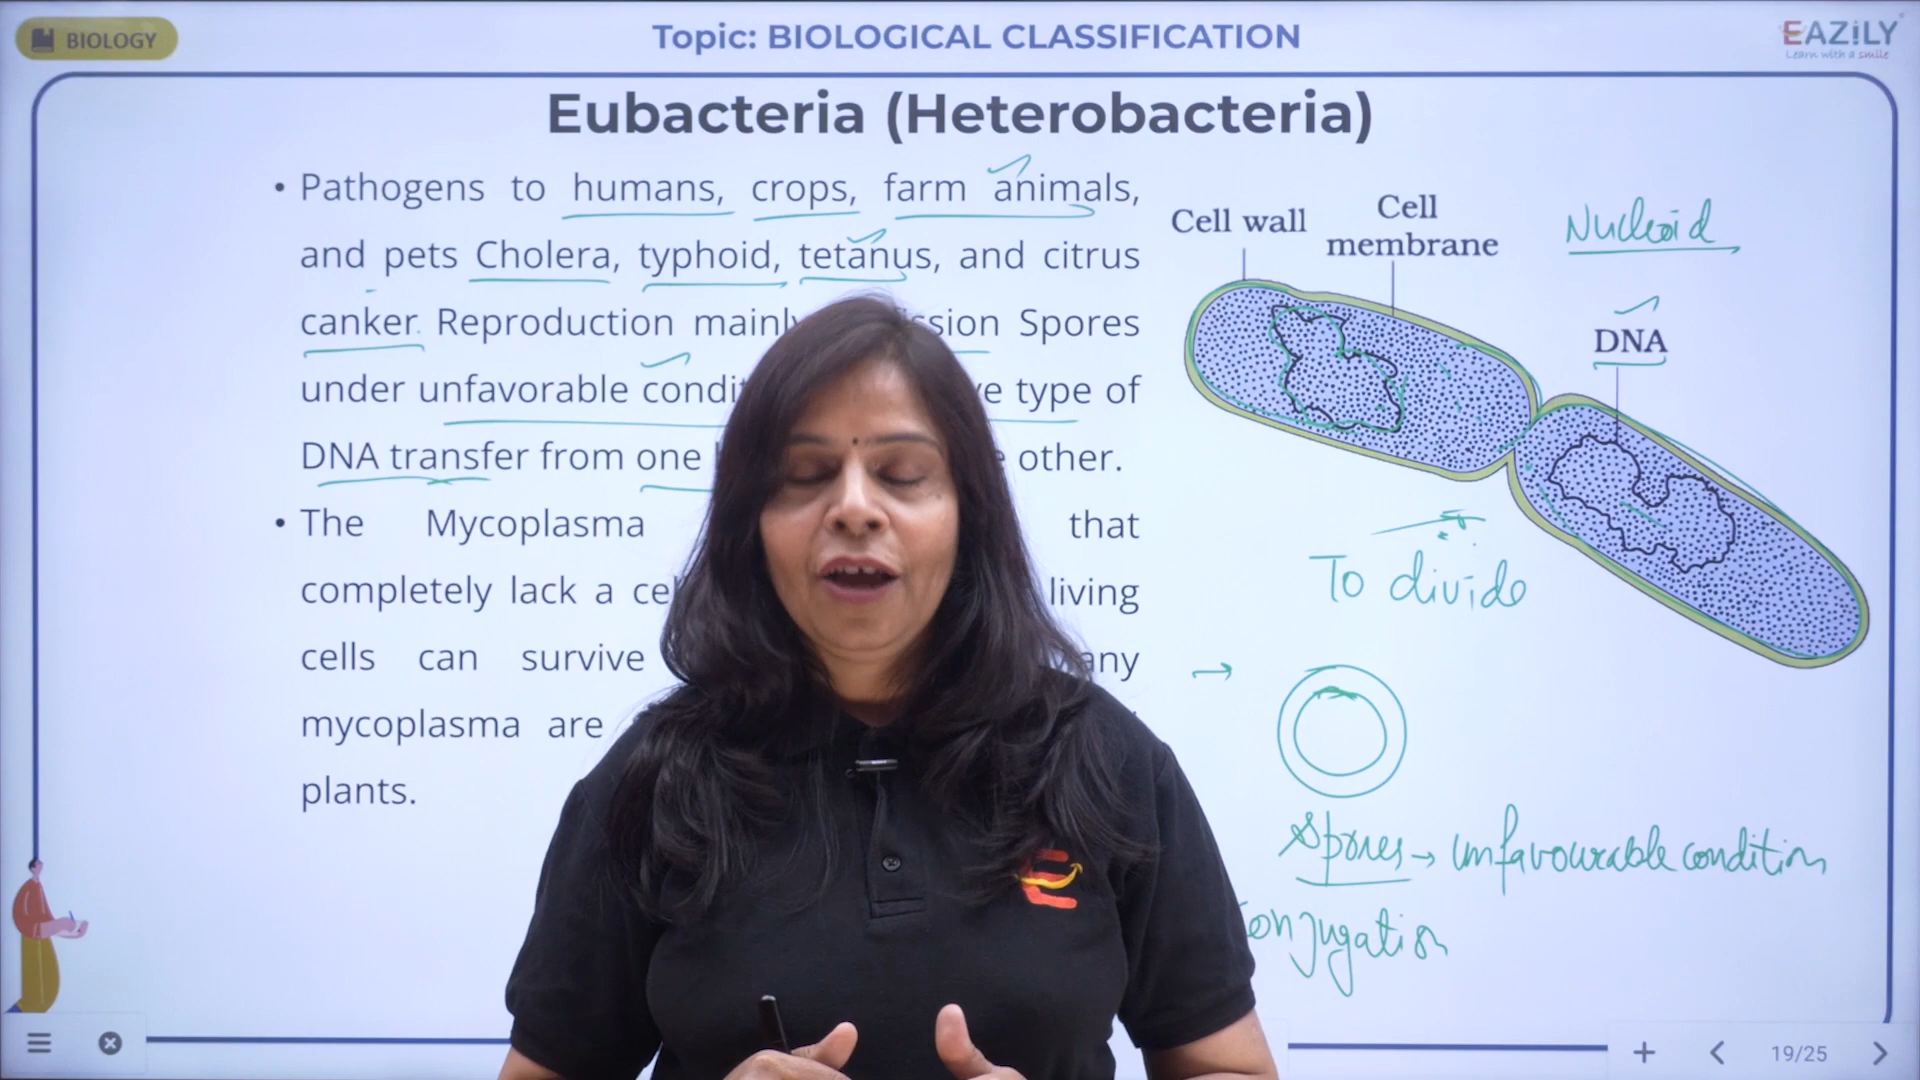 BIOLOGY
Topic: BIOLOGICAL CLASSIFICATION
EAZiLY
Learn with a smile
Eubacteria (Heterobacteria)
• Pathogens to humans, crops, farm animals,
and pets Cholera, typhoid, tetanus, and citrus
canker. Reproduction mainly ssion Spores
under unfavorable condi e type of
DNA transfer from one other.
• The Mycoplasma that
completely lack a ce living
cells can survive any
mycoplasma are
plants.
Cell wall
Cell
membrane
Nucleoid
DNA
To divide
Spores → unfavourable condition
onjugation
E
19/25